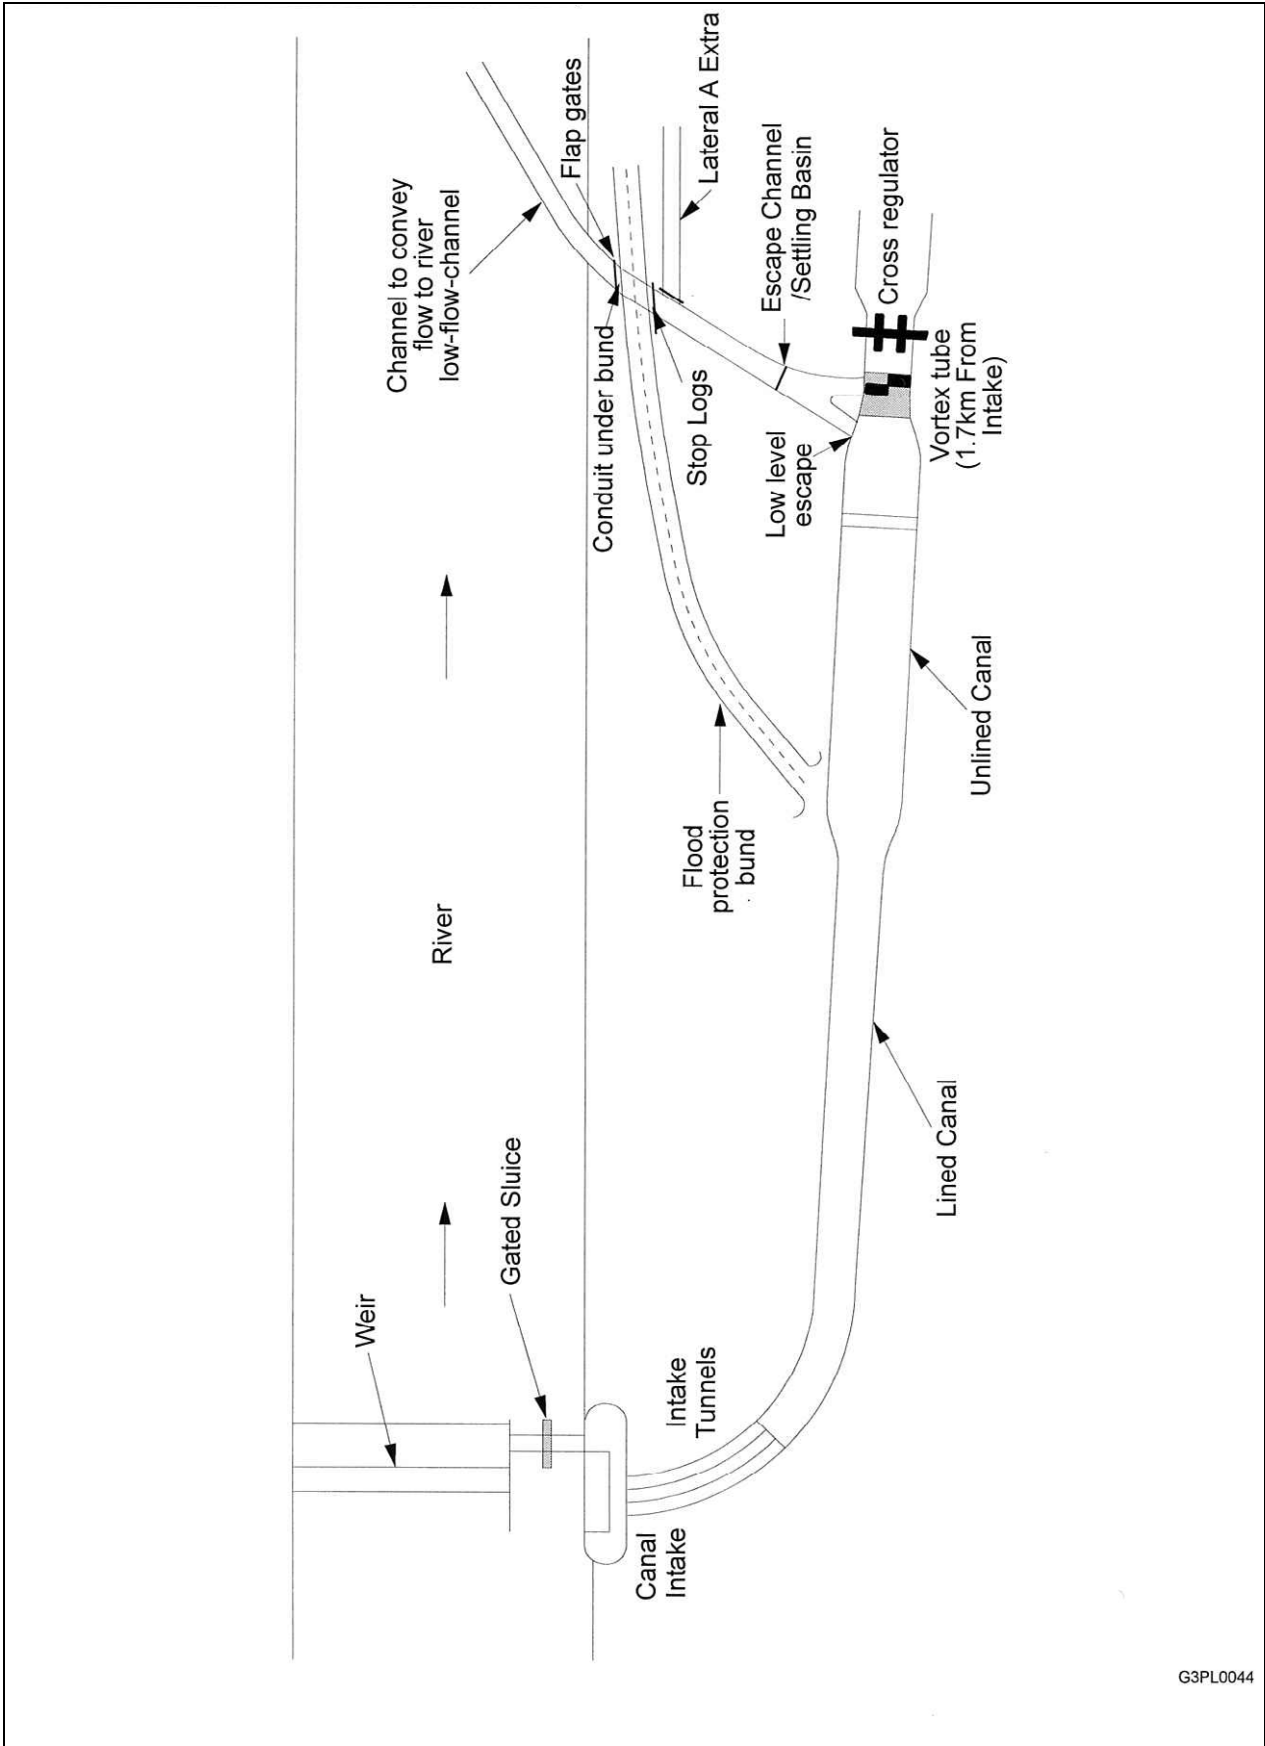 Channel to convey
flow to river
low-flow-channel
Flap gates
Lateral A Extra
Conduit under bund
Stop Logs
Escape Channel
/Settling Basin
Cross regulator
Low level
escape
Vortex tube
(1.7km From
Intake)
River
Flood
protection
bund
Unlined Canal
Weir
Gated Sluice
Lined Canal
Intake
Tunnels
Canal
Intake
G3PL0044